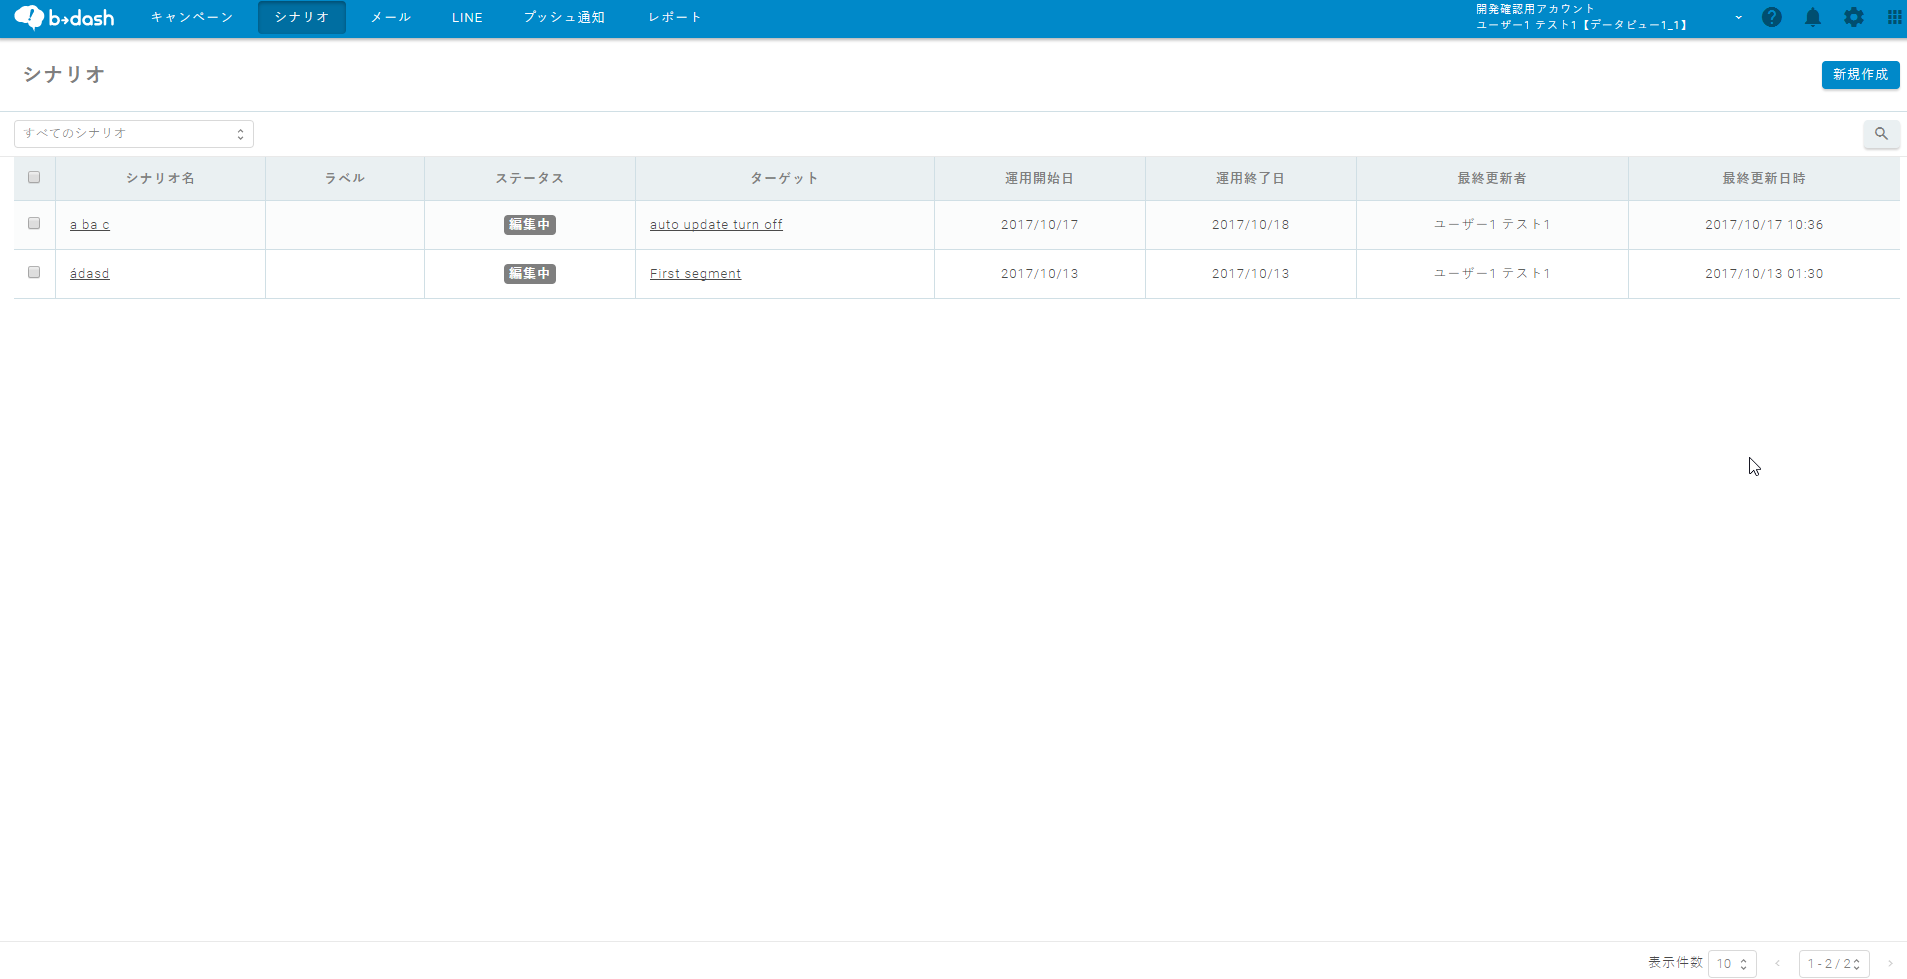 b→dash キャンペーン シナリオ メール LINE プッシュ通知 レポート
開発確認用アカウント
ユーザー1 テスト1【データビュー1_1】
シナリオ
新規作成
すべてのシナリオ
シナリオ名 ラベル ステータス ターゲット 運用開始日 運用終了日 最終更新者 最終更新日時
a ba c 編集中 auto update turn off 2017/10/17 2017/10/18 ユーザー1 テスト1 2017/10/17 10:36
ádasd 編集中 First segment 2017/10/13 2017/10/13 ユーザー1 テスト1 2017/10/13 01:30
表示件数 10 1 - 2 / 2